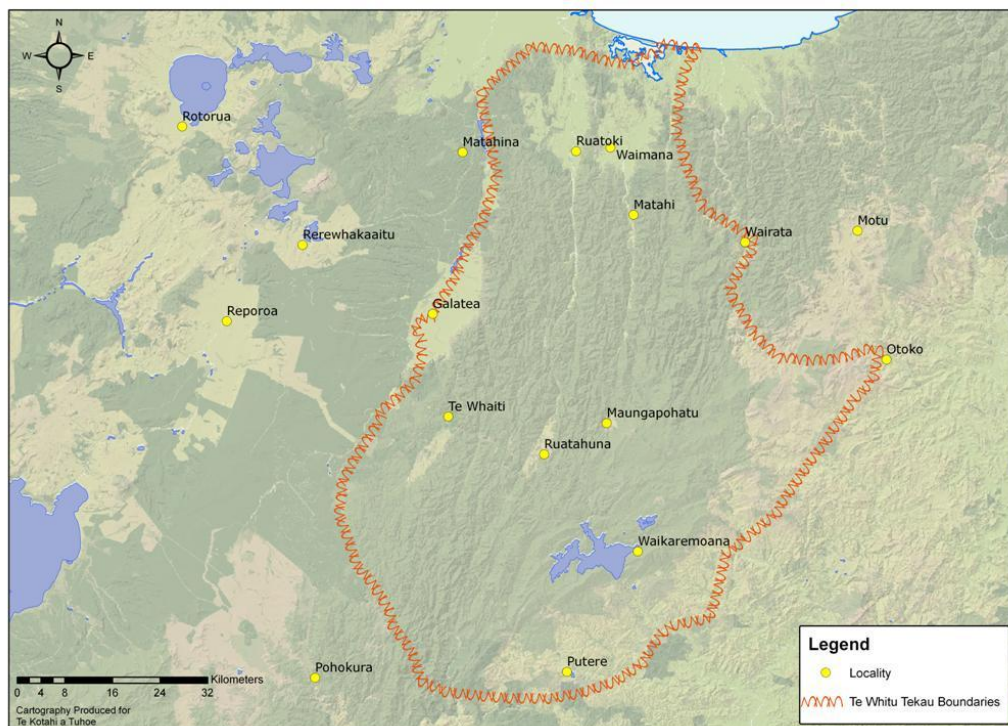 N
W E
S
Rotorua
Matahina
Ruatoki
Waimana
Matahi
Motu
Wairata
Rerewhakaaitu
Galatea
Reporoa
Otoko
Te Whaiti
Maungapohatu
Ruatahuna
Waikaremoana
Putere
Pohokura
Kilometers
0 4 8 16 24 32
Cartography Produced for
Te Kotahi a Tuhoe
Legend
Locality
Te Whitu Tekau Boundaries